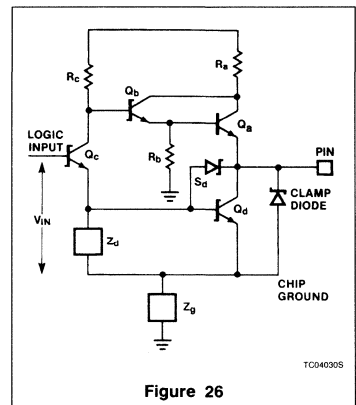 Rc
Ra
Qb
Qa
LOGIC
INPUT
Qc
Rb
Sd
PIN
Qd
CLAMP
DIODE
VIN
Zd
CHIP
GROUND
Zg
TC04030S
Figure 26